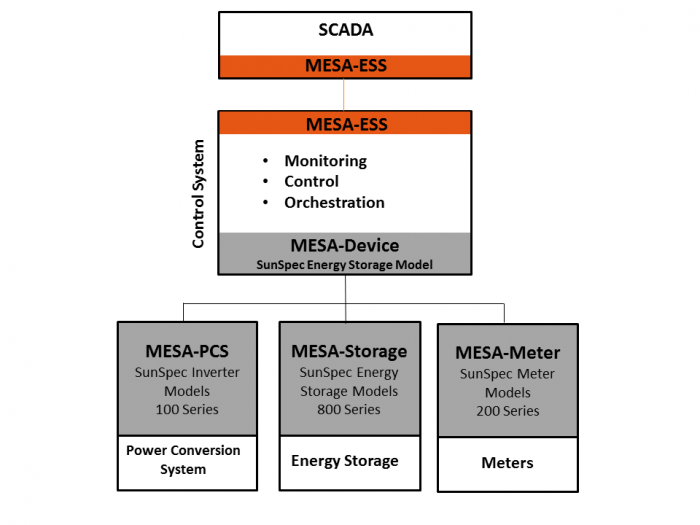 SCADA
MESA-ESS
MESA-ESS
Control System
• Monitoring
• Control
• Orchestration
MESA-Device
SunSpec Energy Storage Model
MESA-PCS
SunSpec Inverter
Models
100 Series
Power Conversion
System
MESA-Storage
SunSpec Energy
Storage Models
800 Series
Energy Storage
MESA-Meter
SunSpec Meter
Models
200 Series
Meters